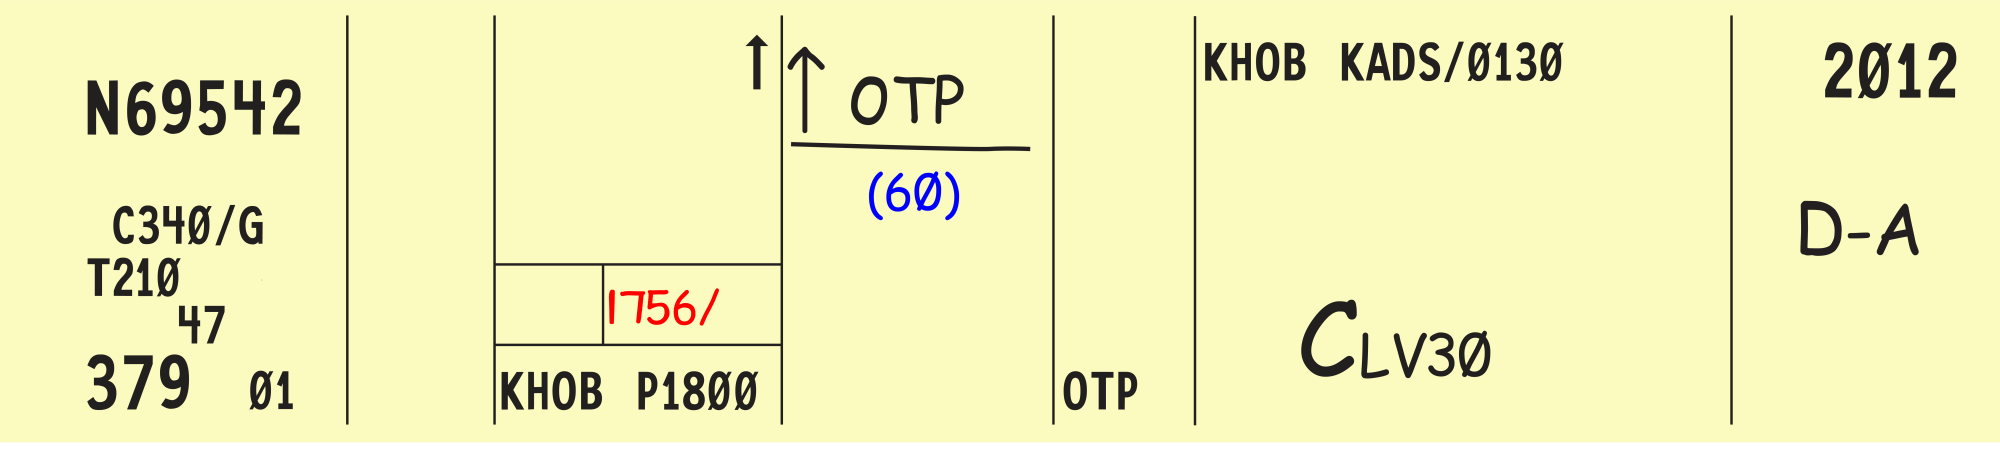 N69542
C34Ø/G
T21Ø
47
379 Ø1
1756/
KHOB P18ØØ
↑ ↑ OTP
(6Ø)
OTP
KHOB KADS/Ø13Ø
CLV3Ø
2Ø12
D-A